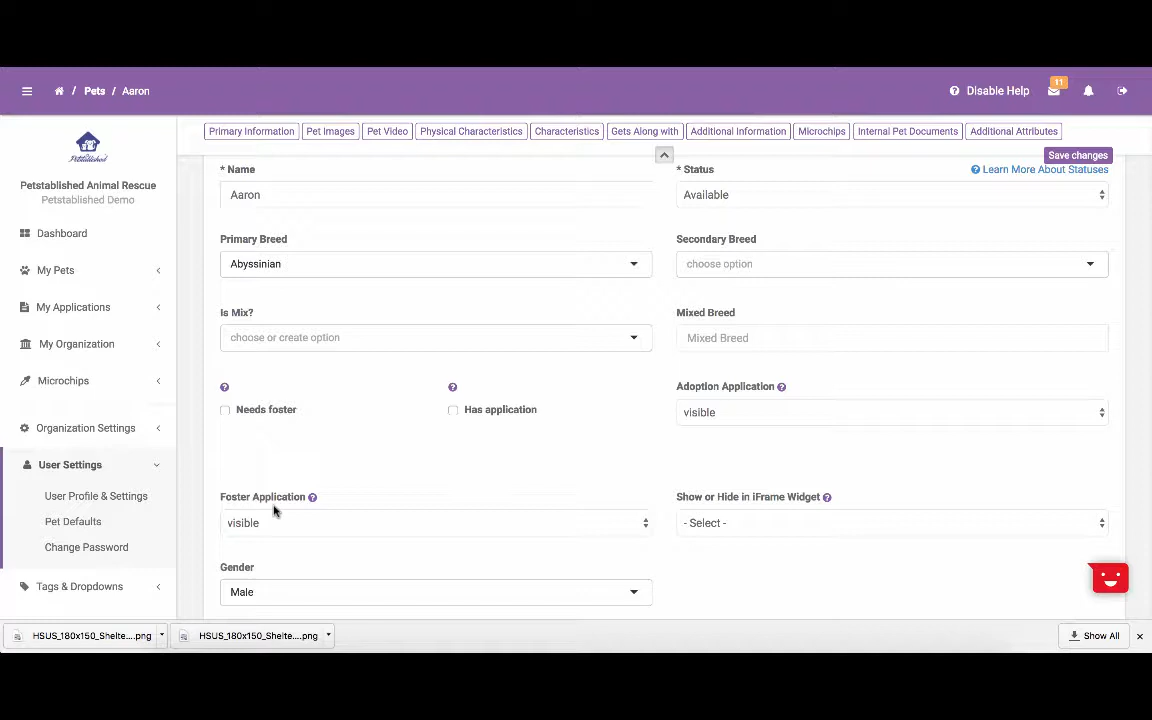 / Pets / Aaron
Disable Help
11
Petstablished
Petstablished Animal Rescue
Petstablished Demo
Dashboard
My Pets
My Applications
My Organization
Microchips
Organization Settings
User Settings
User Profile & Settings
Pet Defaults
Change Password
Tags & Dropdowns
Primary Information
Pet Images
Pet Video
Physical Characteristics
Characteristics
Gets Along with
Additional Information
Microchips
Internal Pet Documents
Additional Attributes
Save changes
* Name
* Status
Learn More About Statuses
Aaron
Available
Primary Breed
Secondary Breed
Abyssinian
choose option
Is Mix?
Mixed Breed
choose or create option
Mixed Breed
Adoption Application
Needs foster
Has application
visible
Foster Application
Show or Hide in iFrame Widget
visible
- Select -
Gender
Male
HSUS_180x150_Shelte....png
HSUS_180x150_Shelte....png
Show All